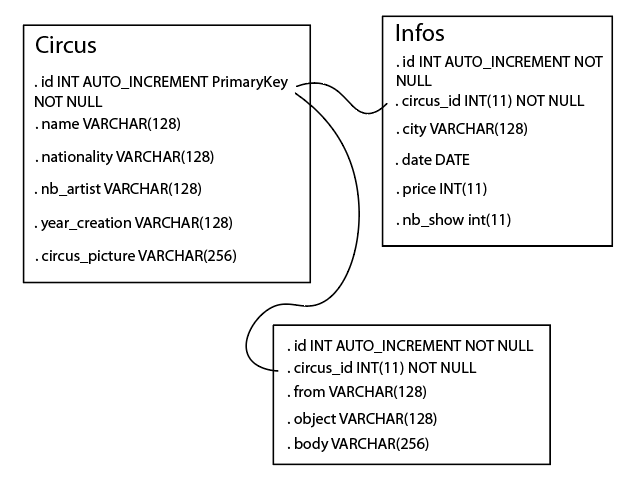 Circus
. id INT AUTO_INCREMENT PrimaryKey
NOT NULL
. name VARCHAR(128)
. nationality VARCHAR(128)
. nb_artist VARCHAR(128)
. year_creation VARCHAR(128)
. circus_picture VARCHAR(256)
Infos
. id INT AUTO_INCREMENT NOT
NULL
. circus_id INT(11) NOT NULL
. city VARCHAR(128)
. date DATE
. price INT(11)
. nb_show int(11)
. id INT AUTO_INCREMENT NOT NULL
. circus_id INT(11) NOT NULL
. from VARCHAR(128)
. object VARCHAR(128)
. body VARCHAR(256)